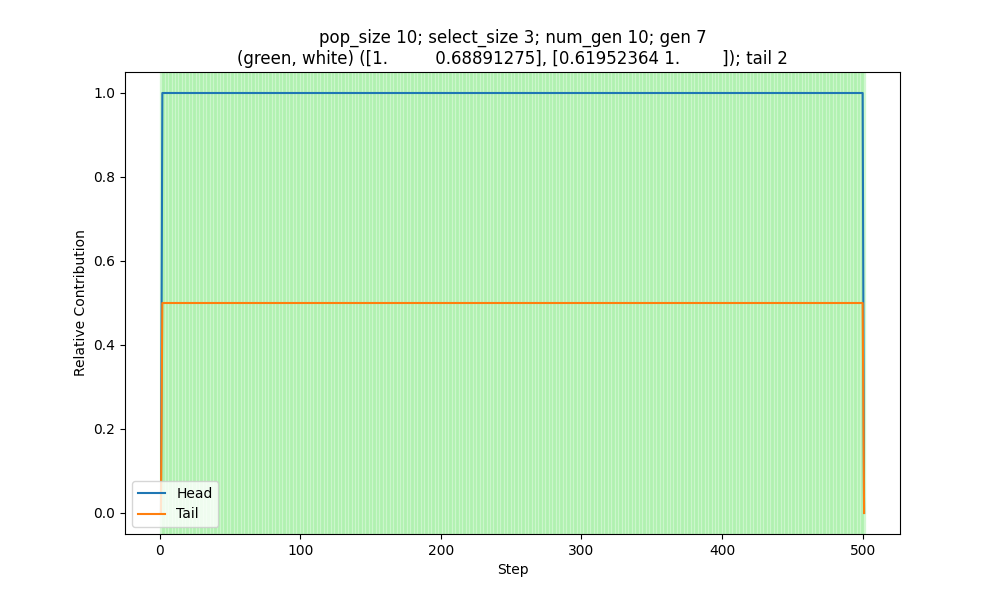 pop_size 10; select_size 3; num_gen 10; gen 7
(green, white) ([1.         0.68891275], [0.61952364 1.        ]); tail 2
1.0
0.8
0.6
0.4
0.2
0.0
Relative Contribution
Head
Tail
0 100 200 300 400 500
Step